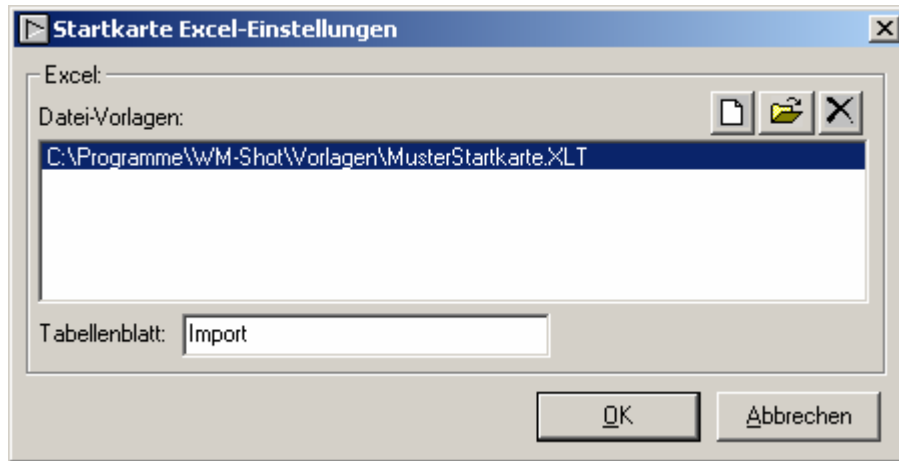 Startkarte Excel-Einstellungen
Excel:
Datei-Vorlagen:
C:\Programme\WM-Shot\Vorlagen\MusterStartkarte.XLT
Tabellenblatt: Import
OK Abbrechen